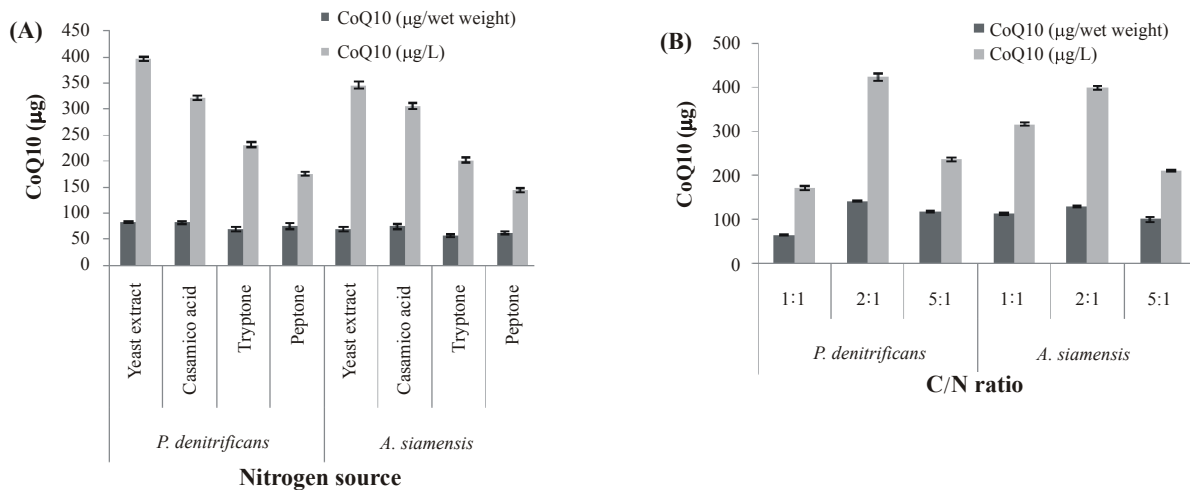 (A)
CoQ10 (µg/wet weight)
CoQ10 (µg/L)
CoQ10 (µg)
450
400
350
300
250
200
150
100
50
0
Yeast extract
Casamico acid
Tryptone
Peptone
Yeast extract
Casamico acid
Tryptone
Peptone
P. denitrificans
A. siamensis
Nitrogen source
(B)
CoQ10 (µg/wet weight)
CoQ10 (µg/L)
CoQ10 (µg)
500
400
300
200
100
0
1:1
2:1
5:1
1:1
2:1
5:1
P. denitrificans
A. siamensis
C/N ratio